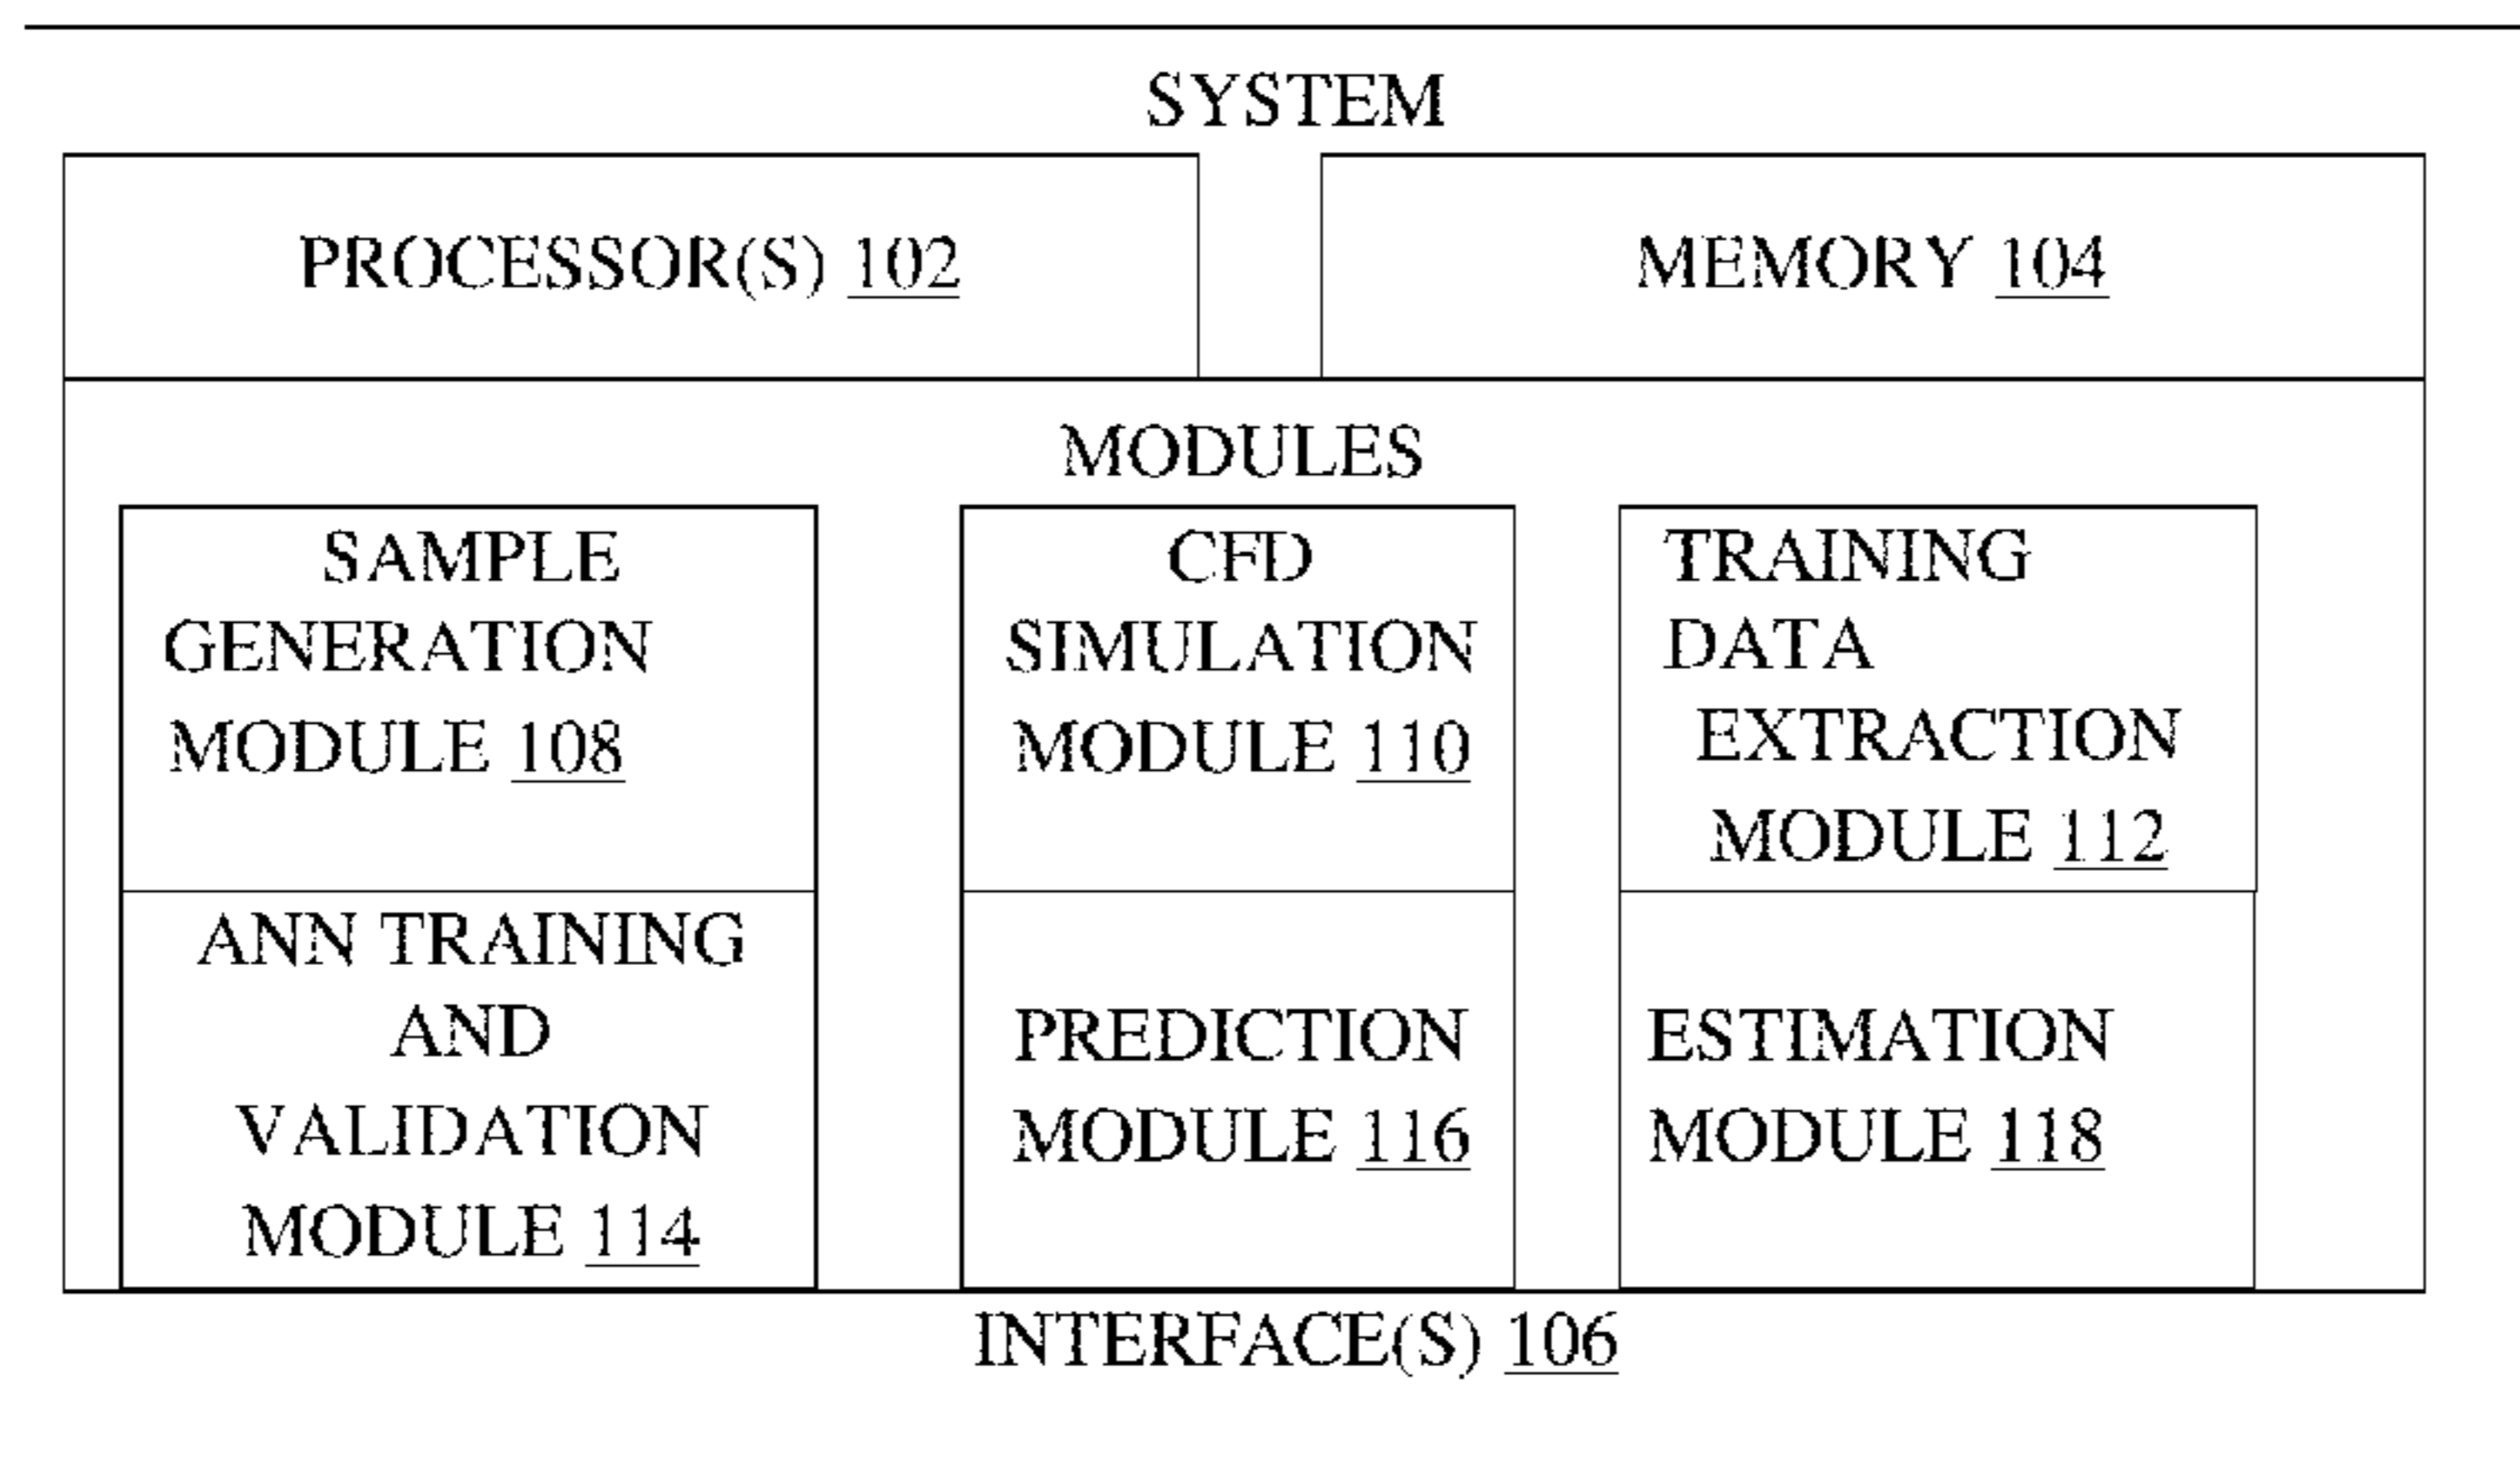 SYSTEM
PROCESSOR(S) 102
MEMORY 104
MODULES
SAMPLE
GENERATION
MODULE 108
CFD
SIMULATION
MODULE 110
TRAINING
DATA
EXTRACTION
MODULE 112
ANN TRAINING
AND
VALIDATION
MODULE 114
PREDICTION
MODULE 116
ESTIMATION
MODULE 118
INTERFACE(S) 106